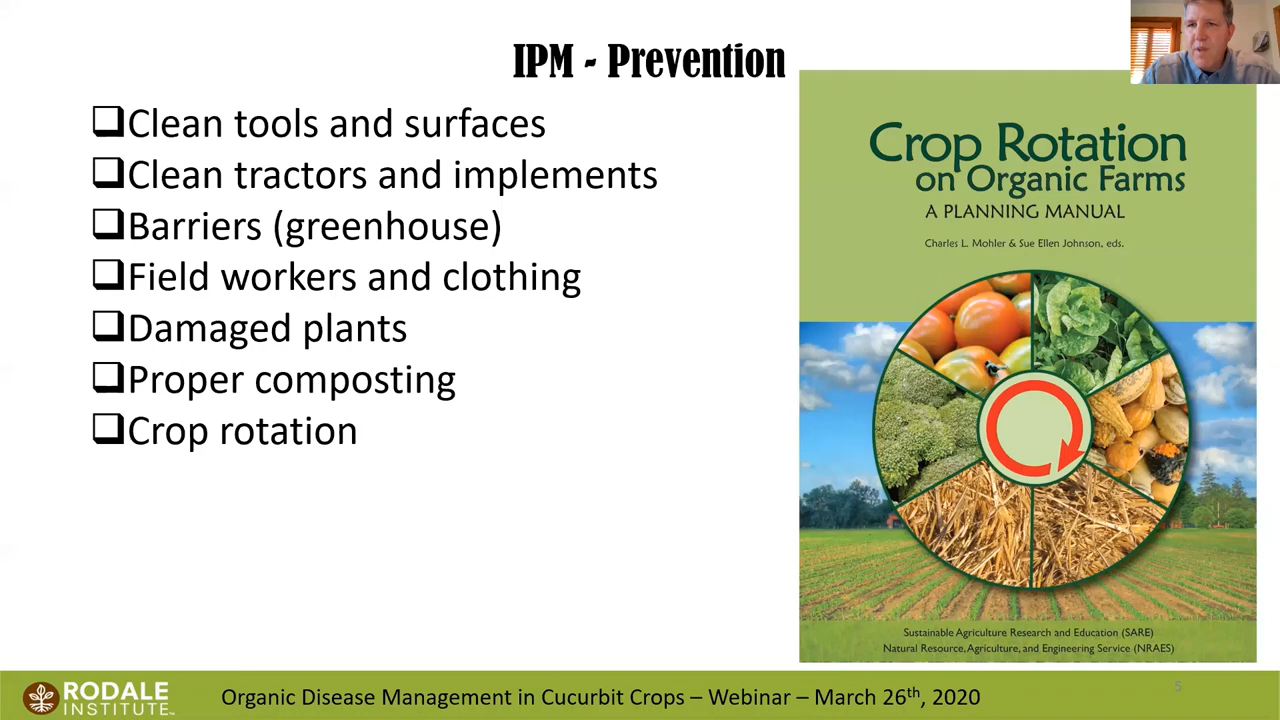 IPM - Prevention
❑Clean tools and surfaces
❑Clean tractors and implements
❑Barriers (greenhouse)
❑Field workers and clothing
❑Damaged plants
❑Proper composting
❑Crop rotation
Crop Rotation
on Organic Farms
A PLANNING MANUAL
Charles L. Mohler & Sue Ellen Johnson, eds.
Sustainable Agriculture Research and Education (SARE)
Natural Resource, Agriculture, and Engineering Service (NRAES)
RODALE
INSTITUTE™
Organic Disease Management in Cucurbit Crops – Webinar – March 26th, 2020
5